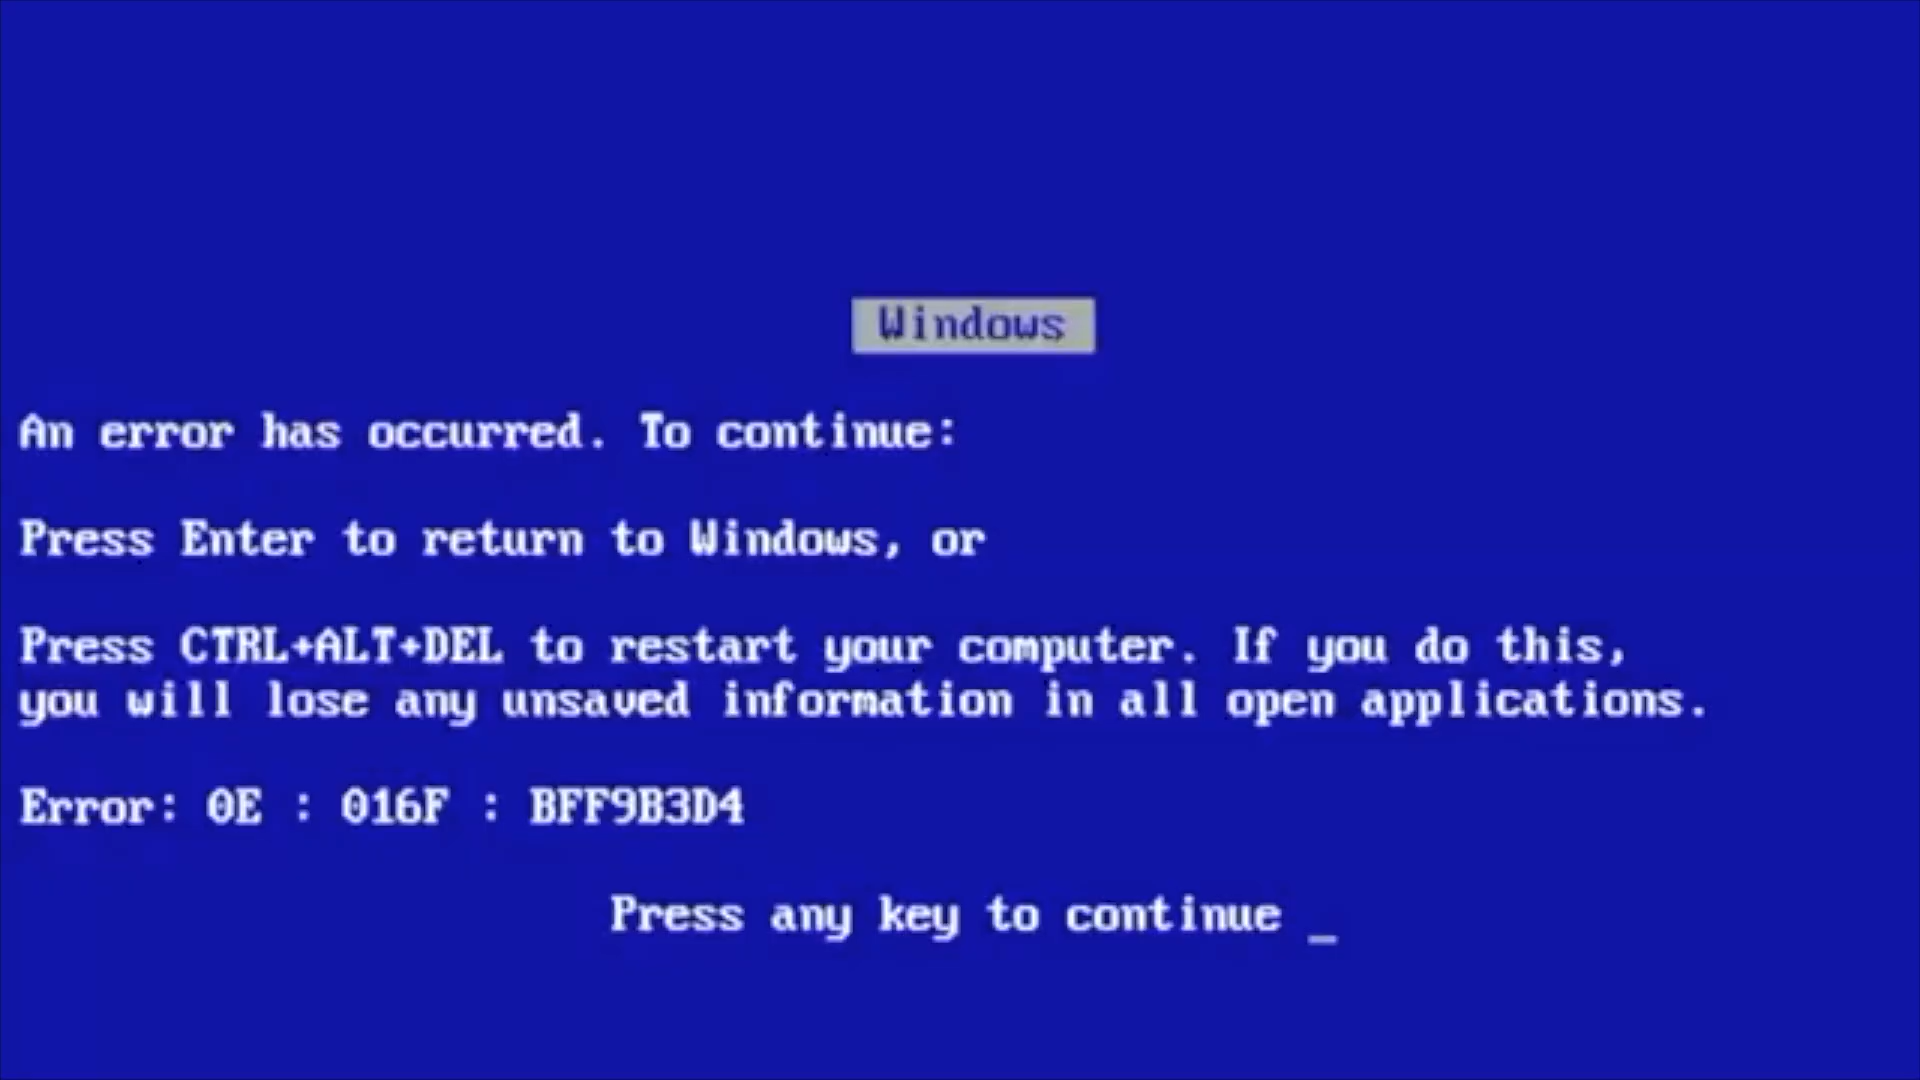 Windows
An error has occurred. To continue:
Press Enter to return to Windows, or
Press CTRL+ALT+DEL to restart your computer. If you do this,
you will lose any unsaved information in all open applications.
Error: 0E : 016F : BFF9B3D4
Press any key to continue _